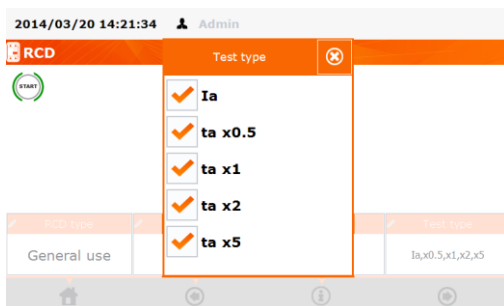 2014/03/20 14:21:34 Admin
RCD
Test type
START
Ia
ta x0.5
ta x1
ta x2
ta x5
RCD type
Test type
General use
Ia,x0.5,x1,x2,x5